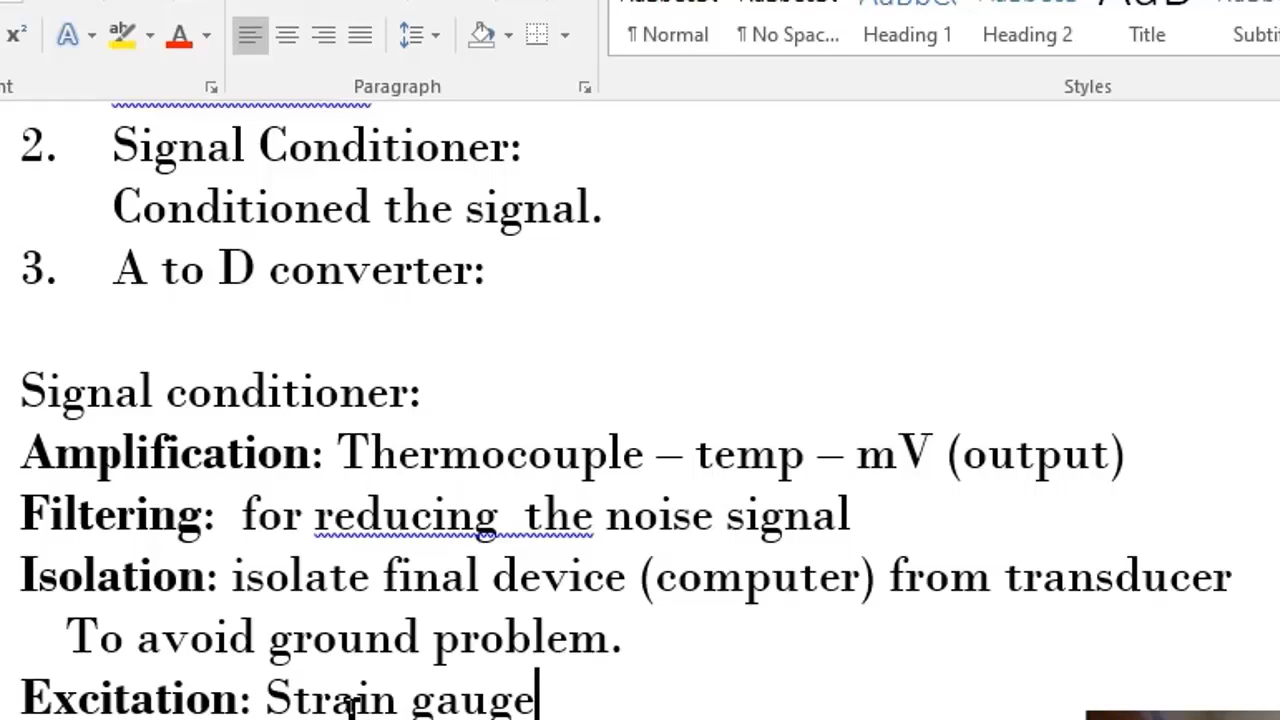 ¶ Normal ¶ No Spac... Heading 1 Heading 2 Title
Paragraph Styles
2. Signal Conditioner:
Conditioned the signal.
3. A to D converter:
Signal conditioner:
Amplification: Thermocouple – temp – mV (output)
Filtering: for reducing the noise signal
Isolation: isolate final device (computer) from transducer
To avoid ground problem.
Excitation: Strain gauge